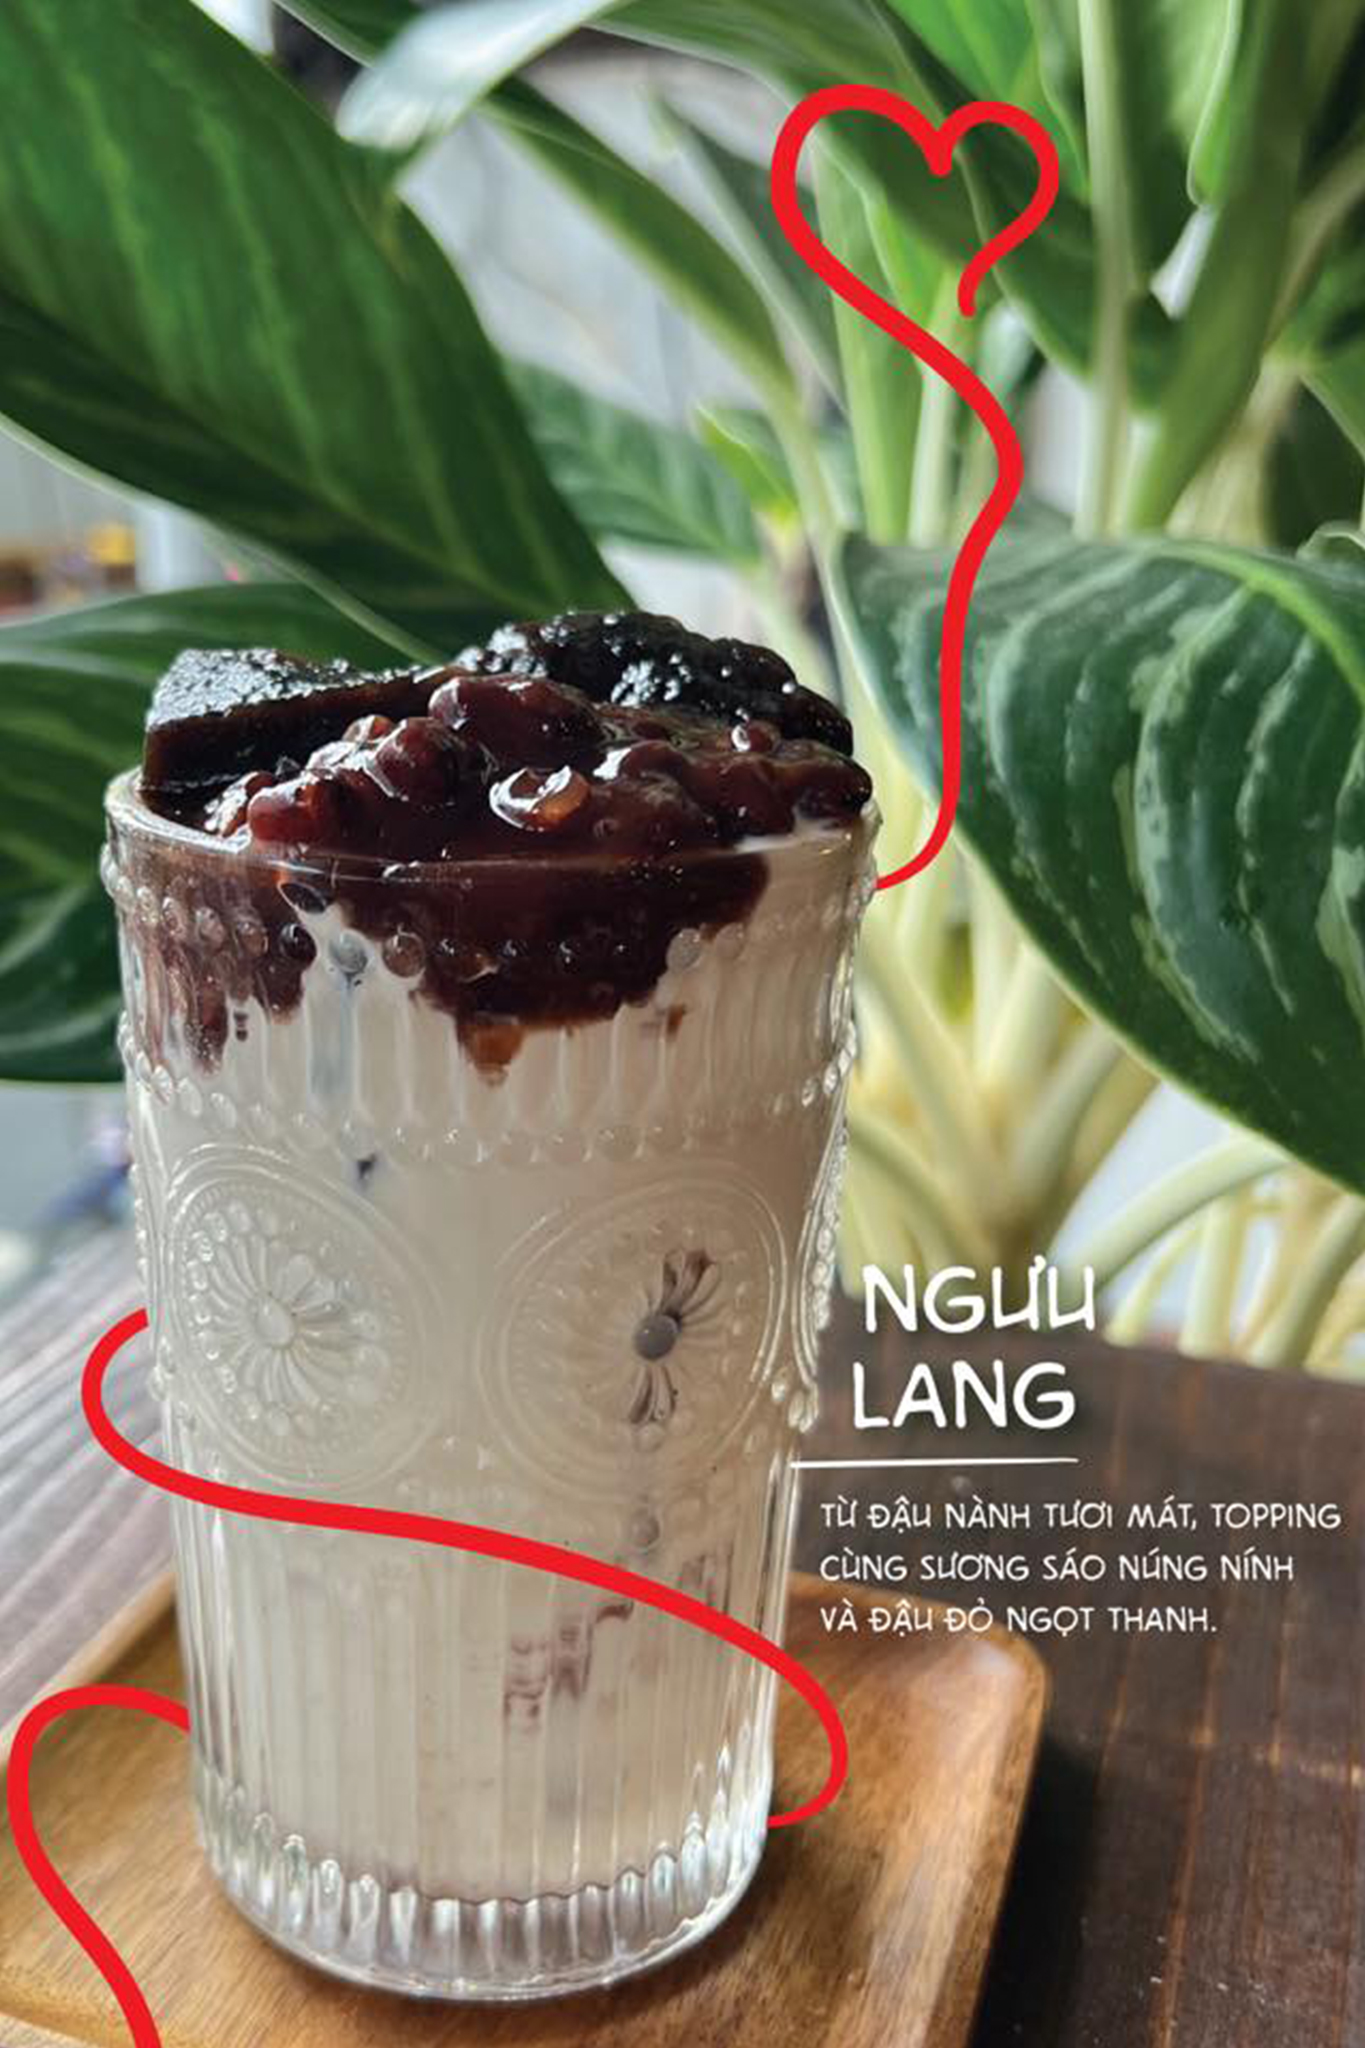 NGƯU
LANG
TỪ ĐẬU NÀNH TƯƠI MÁT, TOPPING
CÙNG SƯƠNG SÁO NÚNG NÍNH
VÀ ĐẬU ĐỎ NGỌT THANH.